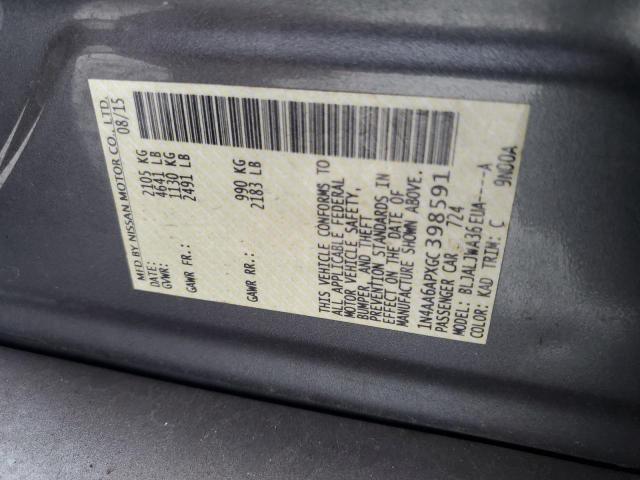 MFD BY NISSAN MOTOR CO., LTD.
DATE: 08/15
GVWR: 2105 KG
4641 LB
GAWR FR: 1130 KG
2491 LB
GAWR RR: 990 KG
2183 LB
THIS VEHICLE CONFORMS TO
ALL APPLICABLE FEDERAL
MOTOR VEHICLE SAFETY,
BUMPER, AND THEFT
PREVENTION STANDARDS IN
EFFECT ON THE DATE OF
MANUFACTURE SHOWN ABOVE.
1N4AA6APXGC398591
PASSENGER CAR 724
MODEL: BLJALJWA36EUA----A
COLOR: KAD TRIM: C 9N00A